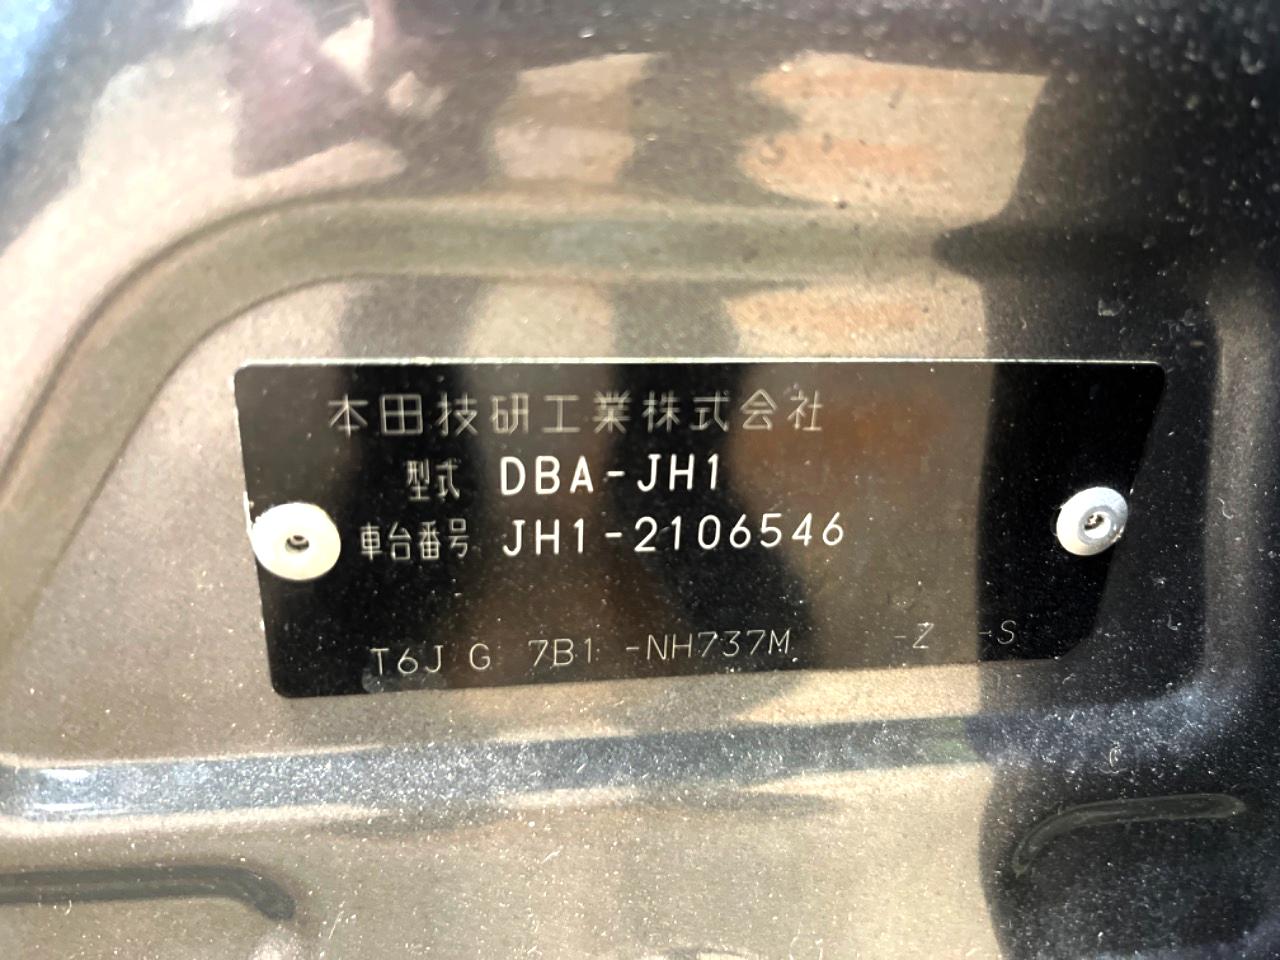 本田技研工業株式会社
型式 DBA-JH1
車台番号 JH1-2106546
T6J G 7B1 -NH737M -Z -S